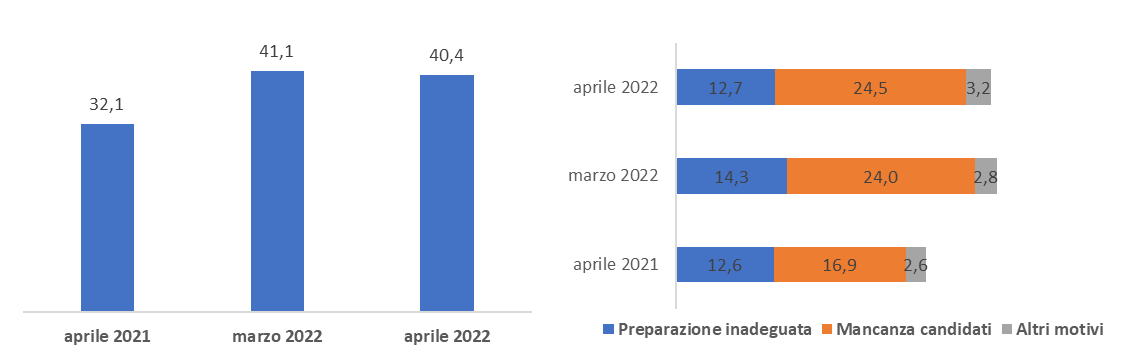 32,1
41,1
40,4
aprile 2021
marzo 2022
aprile 2022
aprile 2022
12,7
24,5
3,2
marzo 2022
14,3
24,0
2,8
aprile 2021
12,6
16,9
2,6
Preparazione inadeguata
Mancanza candidati
Altri motivi